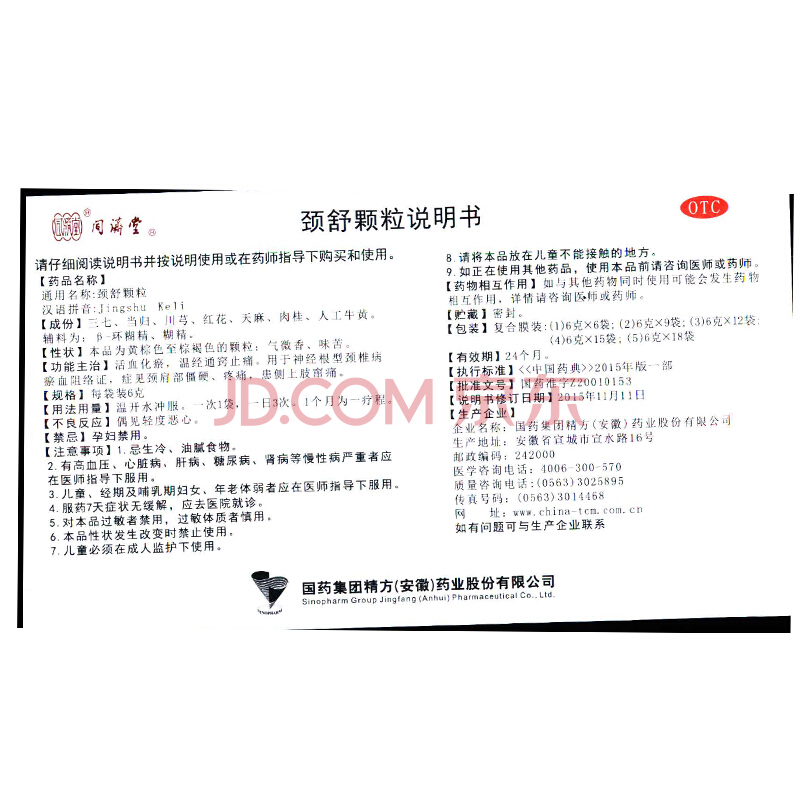 同济堂
颈舒颗粒说明书
OTC
请仔细阅读说明书并按说明使用或在药师指导下购买和使用。
【药品名称】
通用名称:颈舒颗粒
汉语拼音:Jingshu Keli
【成份】三七、当归、川芎、红花、天麻、肉桂、人工牛黄。
辅料为：β-环糊精、糊精。
【性状】本品为黄棕色至棕褐色的颗粒；气微香、味苦。
【功能主治】活血化瘀，温经通窍止痛。用于神经根型颈椎病
瘀血阻络证，症见颈肩部僵硬、疼痛，患侧上肢窜痛。
【规格】每袋装6克
【用法用量】温开水冲服。一次1袋，一日3次。1个月为一疗程。
【不良反应】偶见轻度恶心。
【禁忌】孕妇禁用。
【注意事项】1.忌生冷、油腻食物。
2.有高血压、心脏病、肝病、糖尿病、肾病等慢性病严重者应
在医师指导下服用。
3.儿童、经期及哺乳期妇女、年老体弱者应在医师指导下服用。
4.服药7天症状无缓解，应去医院就诊。
5.对本品过敏者禁用，过敏体质者慎用。
6.本品性状发生改变时禁止使用。
7.儿童必须在成人监护下使用。
8.请将本品放在儿童不能接触的地方。
9.如正在使用其他药品，使用本品前请咨询医师或药师。
【药物相互作用】如与其他药物同时使用可能会发生药物
相互作用，详情请咨询医师或药师。
【贮藏】密封。
【包装】复合膜装:(1)6克×6袋;(2)6克×9袋;(3)6克×12袋;
(4)6克×15袋;(5)6克×18袋
【有效期】24个月。
【执行标准】<<中国药典>>2015年版一部
【批准文号】国药准字Z20010153
【说明书修订日期】2015年11月11日
【生产企业】
企业名称：国药集团精方(安徽)药业股份有限公司
生产地址：安徽省宣城市宣水路16号
邮政编码：242000
医学咨询电话：4006-300-570
质量咨询电话:(0563)3025895
传真号码：(0563)3014468
网 址：www.china-tcm.com.cn
如有问题可与生产企业联系
JD.COM 京东
SINOPHARM
国药集团精方(安徽)药业股份有限公司
Sinopharm Group Jingfang (Anhui) Pharmaceutical Co., Ltd.